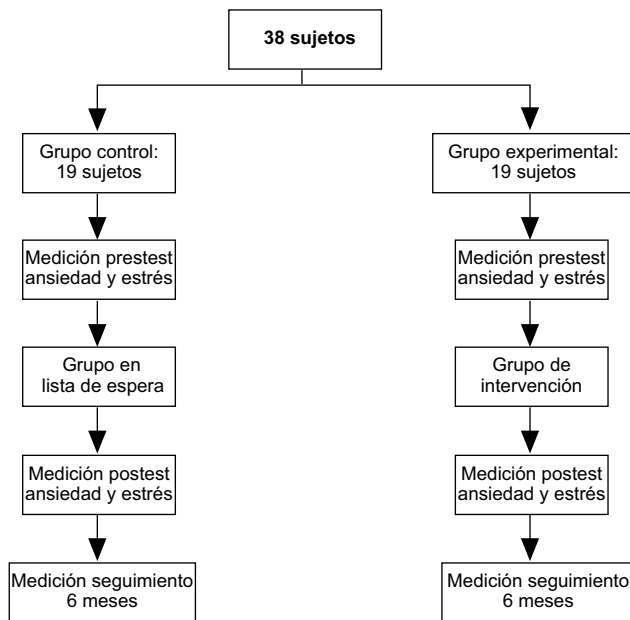 38 sujetos
Grupo control:
19 sujetos
Grupo experimental:
19 sujetos
Medición prestest
ansiedad y estrés
Medición prestest
ansiedad y estrés
Grupo en
lista de espera
Grupo de
intervención
Medición postest
ansiedad y estrés
Medición postest
ansiedad y estrés
Medición seguimiento
6 meses
Medición seguimiento
6 meses